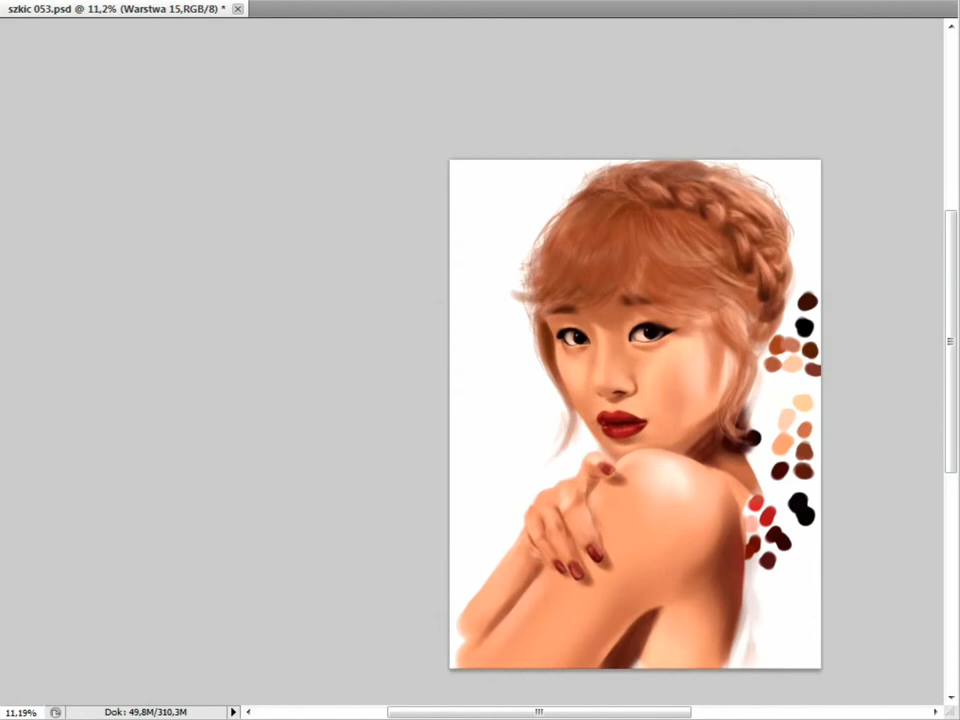 szkic 053.psd @ 11,2% (Warstwa 15,RGB/8) *
11,19%
Dok: 49,8M/310,3M